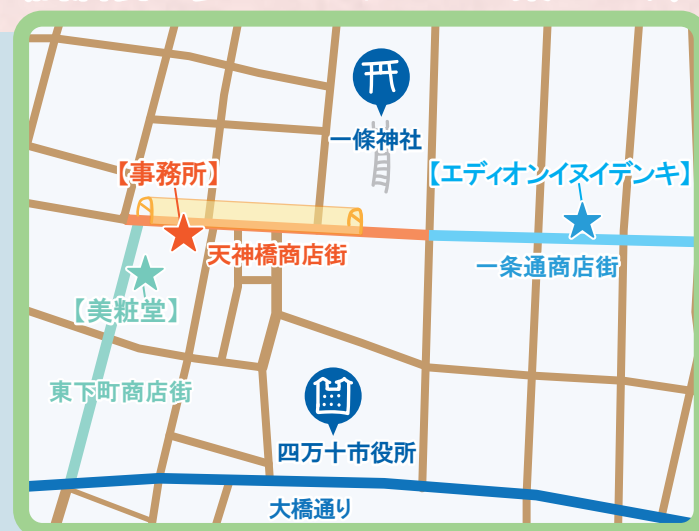 一條神社
【事務所】
【エディオンイヌイデンキ】
天神橋商店街
一条通商店街
【美粧堂】
東下町商店街
四万十市役所
大橋通り